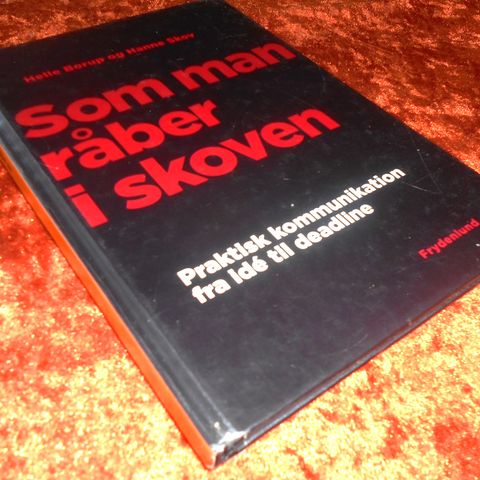 Helle Borup og Hanne Skov
Som man
råber
i skoven
Praktisk kommunikation
fra idé til deadline
Frydenlund